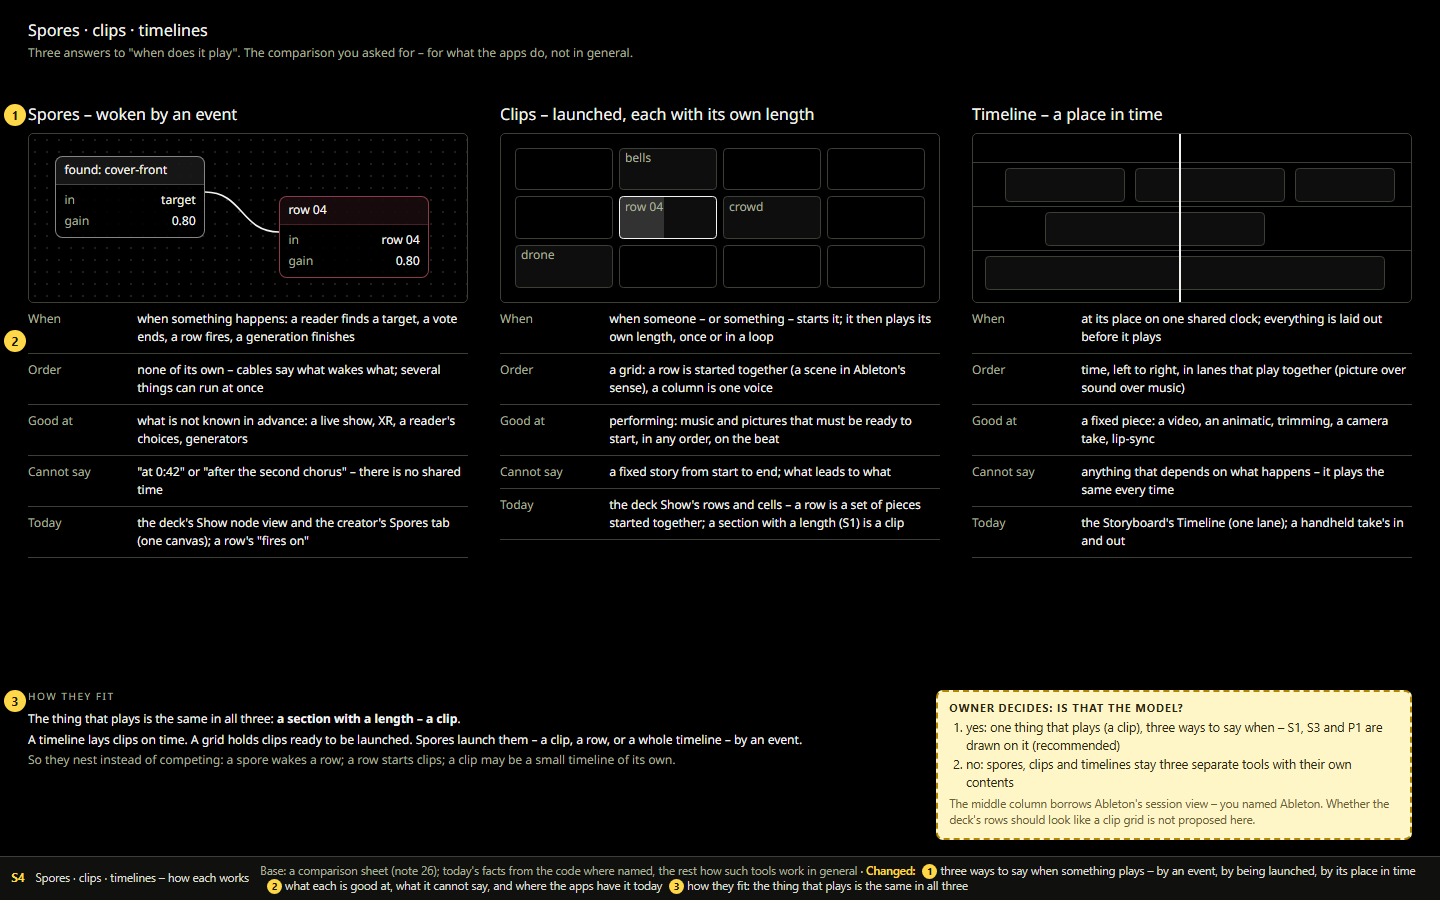 Spores · clips · timelines
Three answers to "when does it play". The comparison you asked for – for what the apps do, not in general.
1 Spores – woken by an event
found: cover-front
in target
gain 0.80
row 04
in row 04
gain 0.80
2
When when something happens: a reader finds a target, a vote
ends, a row fires, a generation finishes
Order none of its own – cables say what wakes what; several
things can run at once
Good at what is not known in advance: a live show, XR, a reader's
choices, generators
Cannot say "at 0:42" or "after the second chorus" – there is no shared
time
Today the deck's Show node view and the creator's Spores tab
(one canvas); a row's "fires on"
Clips – launched, each with its own length
bells
row 04 crowd
drone
When when someone – or something – starts it; it then plays its
own length, once or in a loop
Order a grid: a row is started together (a scene in Ableton's
sense), a column is one voice
Good at performing: music and pictures that must be ready to
start, in any order, on the beat
Cannot say a fixed story from start to end; what leads to what
Today the deck Show's rows and cells – a row is a set of pieces
started together; a section with a length (S1) is a clip
Timeline – a place in time
When at its place on one shared clock; everything is laid out
before it plays
Order time, left to right, in lanes that play together (picture over
sound over music)
Good at a fixed piece: a video, an animatic, trimming, a camera
take, lip-sync
Cannot say anything that depends on what happens – it plays the
same every time
Today the Storyboard's Timeline (one lane); a handheld take's in
and out
3 HOW THEY FIT
The thing that plays is the same in all three: a section with a length – a clip.
A timeline lays clips on time. A grid holds clips ready to be launched. Spores launch them – a clip, a row, or a whole timeline – by an event.
So they nest instead of competing: a spore wakes a row; a row starts clips; a clip may be a small timeline of its own.
OWNER DECIDES: IS THAT THE MODEL?
1. yes: one thing that plays (a clip), three ways to say when – S1, S3 and P1 are
drawn on it (recommended)
2. no: spores, clips and timelines stay three separate tools with their own
contents
The middle column borrows Ableton's session view – you named Ableton. Whether the
deck's rows should look like a clip grid is not proposed here.
S4 Spores · clips · timelines – how each works
Base: a comparison sheet (note 26); today's facts from the code where named, the rest how such tools work in general · Changed: 1 three ways to say when something plays – by an event, by being launched, by its place in time
2 what each is good at, what it cannot say, and where the apps have it today 3 how they fit: the thing that plays is the same in all three